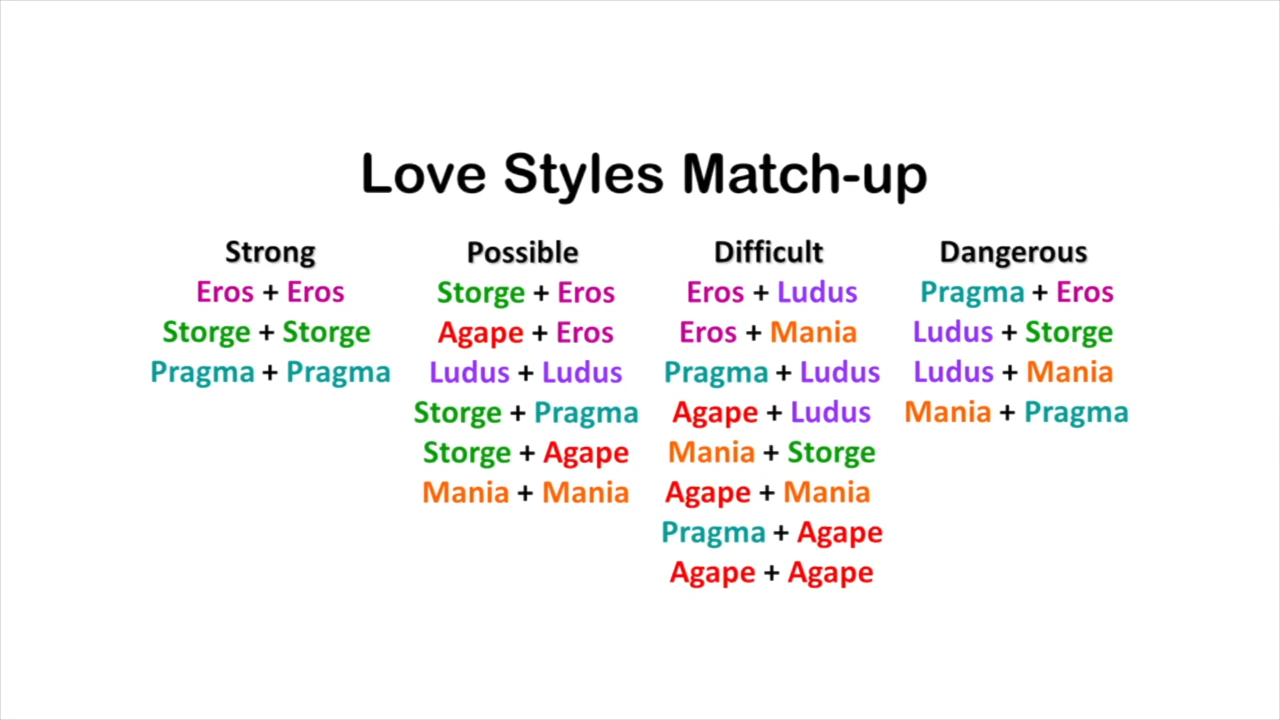 Love Styles Match-up
Strong
Eros + Eros
Storge + Storge
Pragma + Pragma
Possible
Storge + Eros
Agape + Eros
Ludus + Ludus
Storge + Pragma
Storge + Agape
Mania + Mania
Difficult
Eros + Ludus
Eros + Mania
Pragma + Ludus
Agape + Ludus
Mania + Storge
Agape + Mania
Pragma + Agape
Agape + Agape
Dangerous
Pragma + Eros
Ludus + Storge
Ludus + Mania
Mania + Pragma